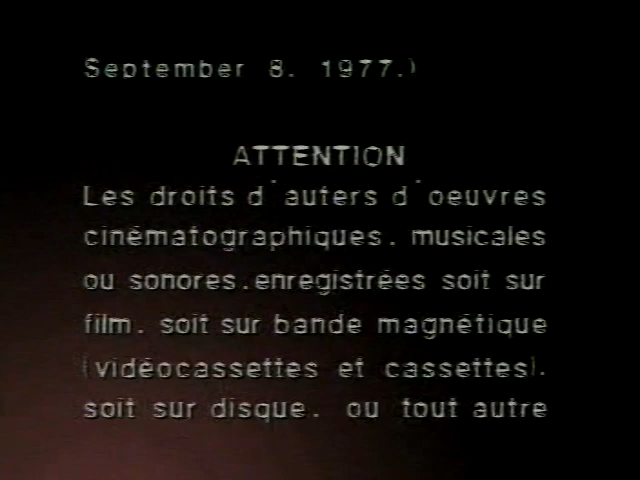 September 8. 1977.)
ATTENTION
Les droits d'auters d'oeuvres
cinématographiques. musicales
ou sonores.enregistrées soit sur
film. soit sur bande magnétique
(vidéocassettes et cassettes).
soit sur disque. ou tout autre